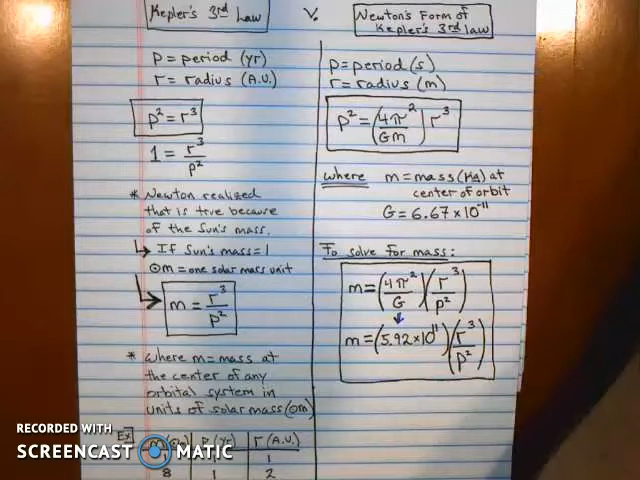 Kepler's 3rd Law
V.
Newton's Form of
Kepler's 3rd law
P = period (yr)
r = radius (A.U.)
P² = r³
1 = r³/P²
* Newton realized
that is true because
of the Sun's mass.
↳ If Sun's mass = 1
⊙m = one solar mass unit
m = r³/P²
* where m = mass at
the center of any
orbital system in
units of solar mass (⊙m)
Ex
m (⊙m) P (yr) r (A.U.)
1 1 1
8 1 2
P = period (s)
r = radius (m)
P² = (4π²/GM) r³
where m = mass (kg) at
center of orbit
G = 6.67 × 10⁻¹¹
To solve for mass:
m = (4π²/G)(r³/P²)
m = (5.92 × 10¹¹)(r³/P²)
RECORDED WITH
SCREENCAST MATIC